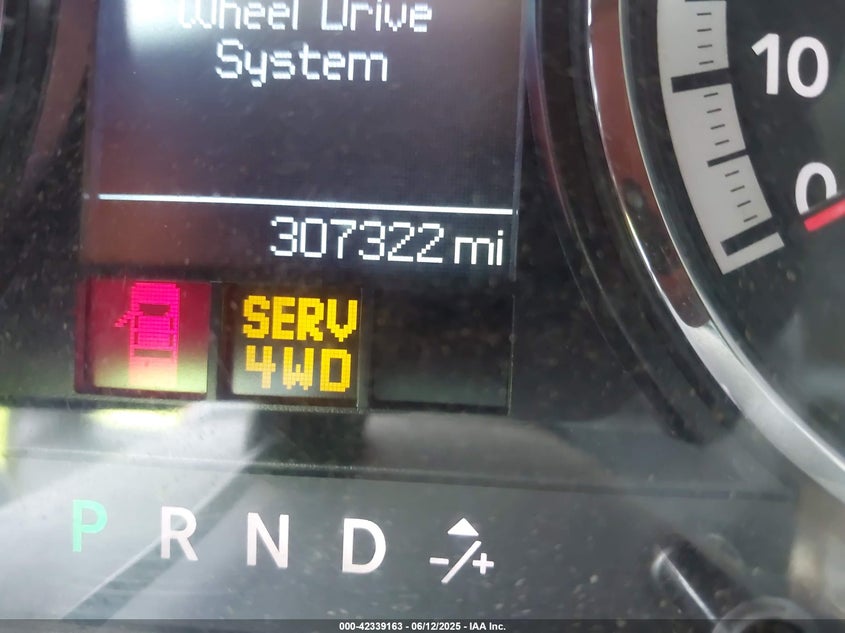 Wheel Drive
System
10
0
307322 mi
SERV
4WD
P R N D -/+
000-42339163 - 06/12/2025 - IAA Inc.